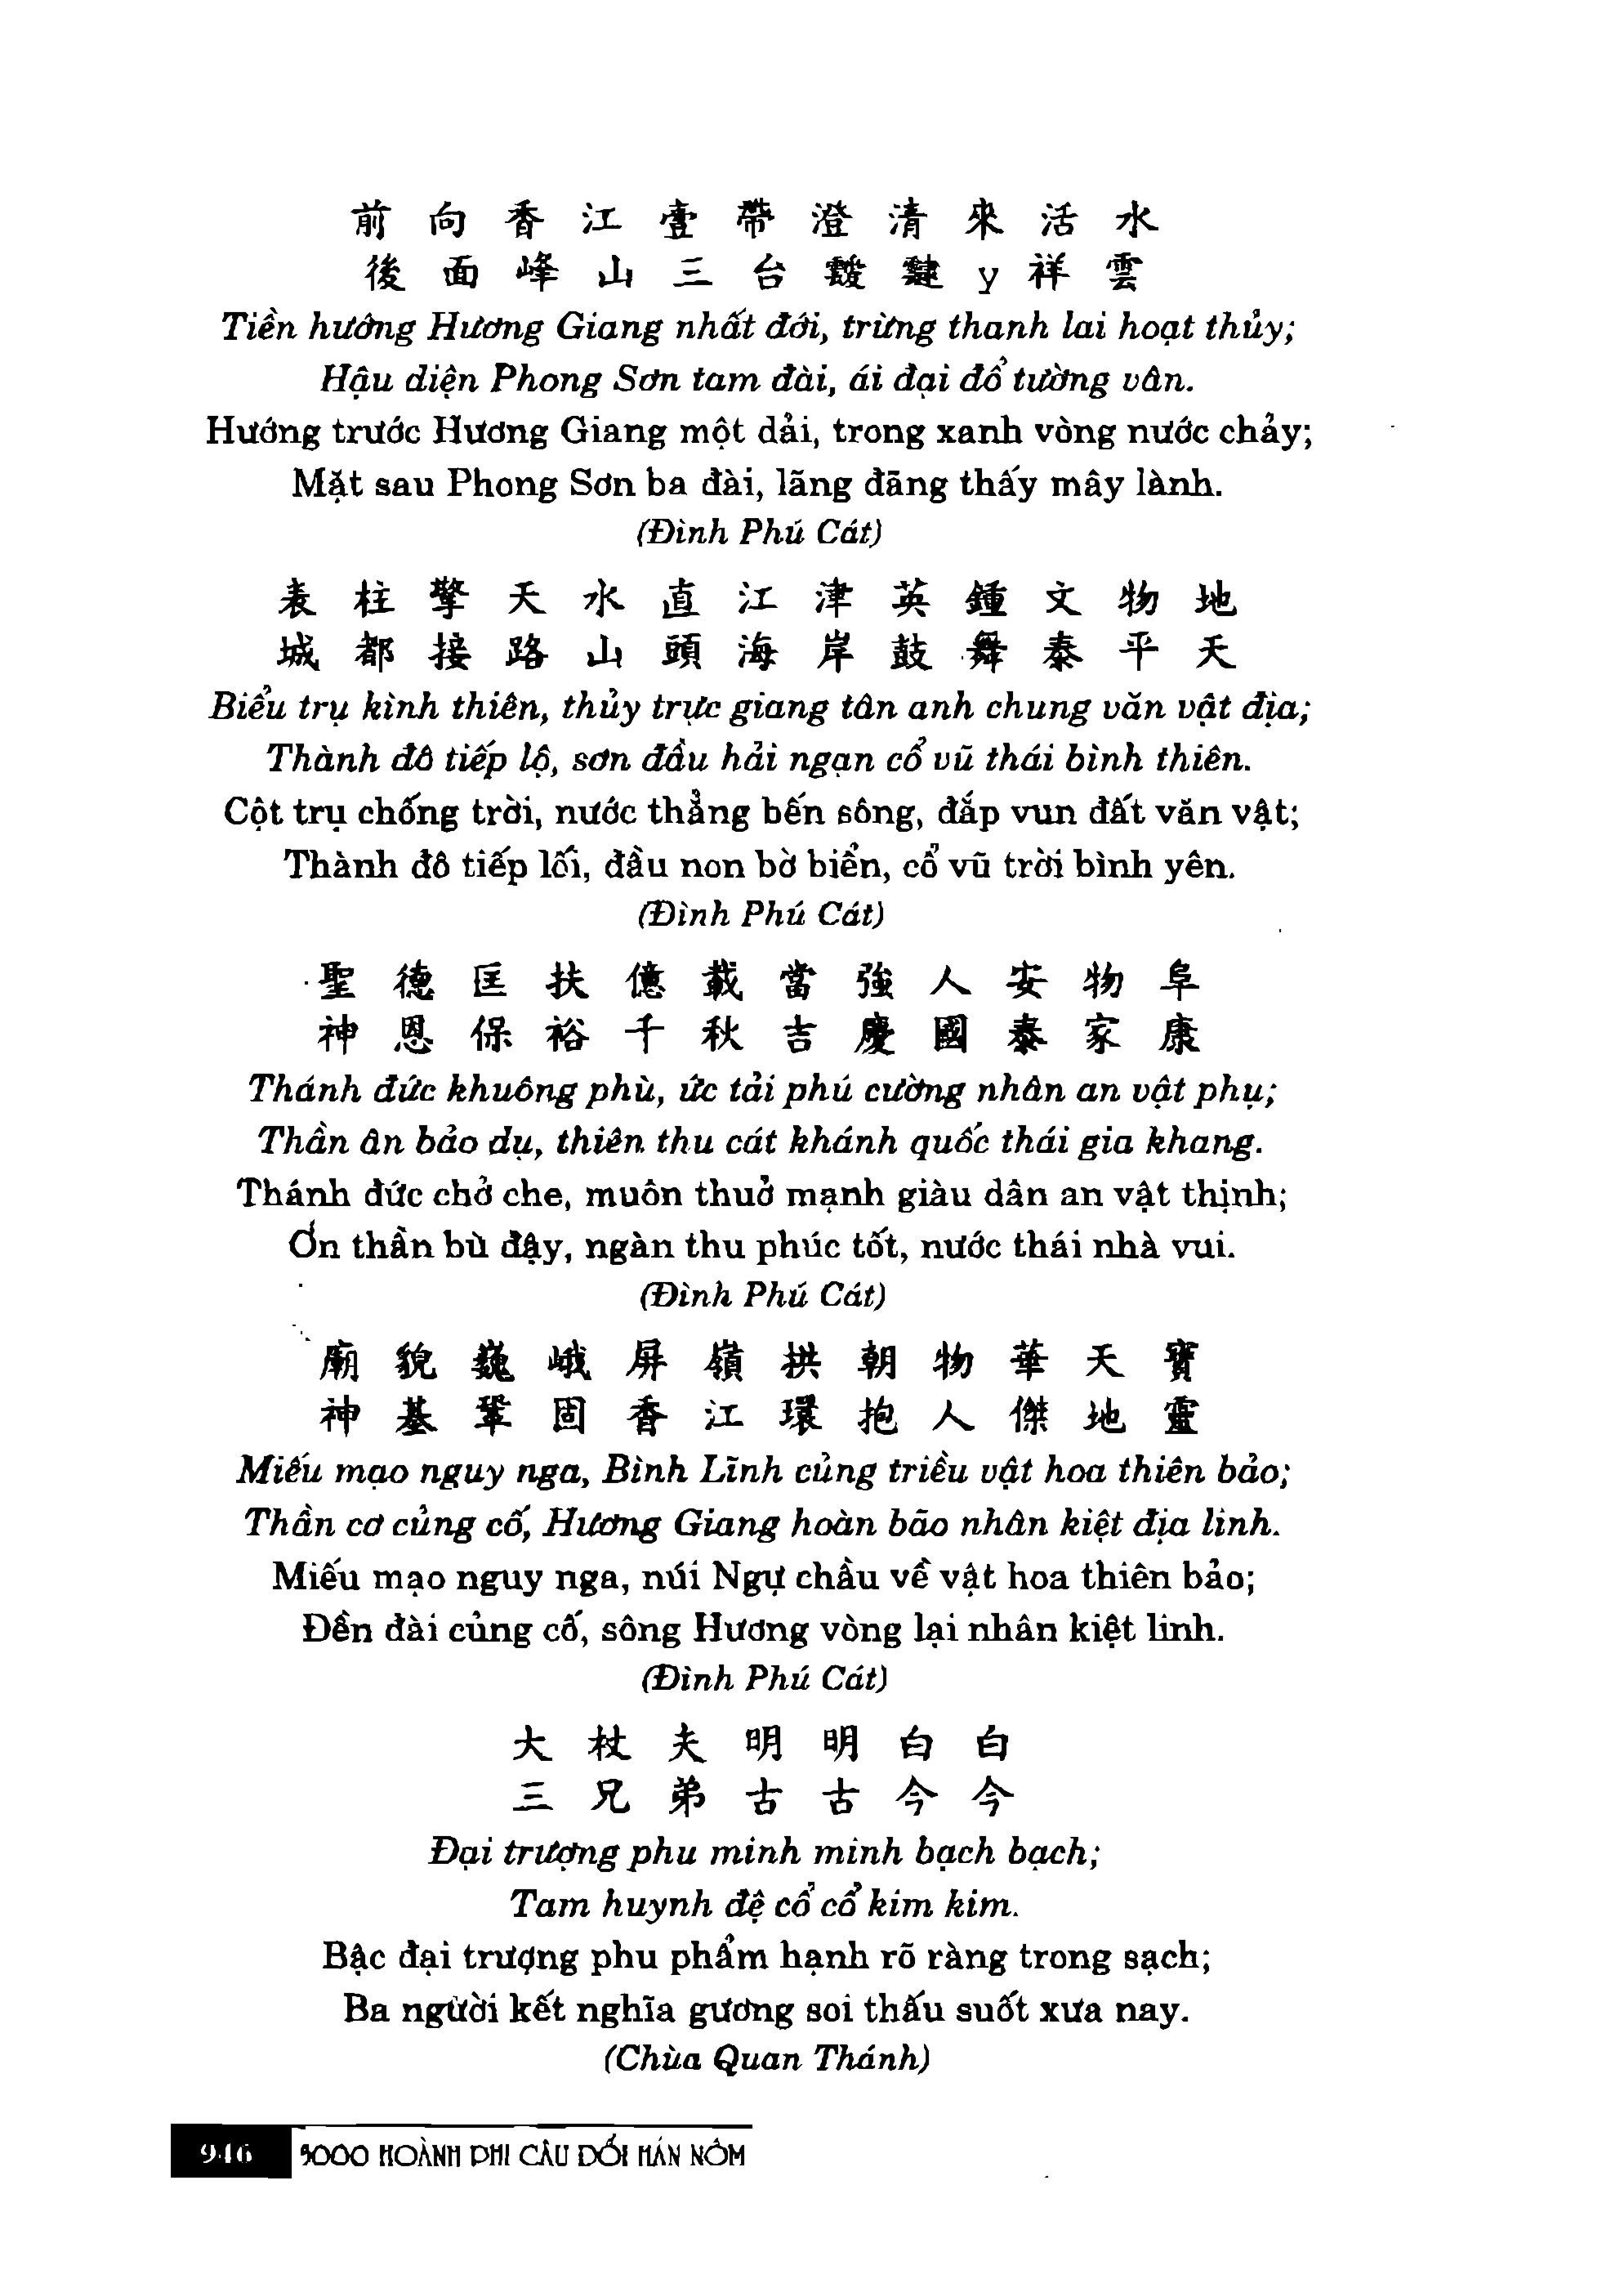 前向香江壹帶澄清來活水
後面峰山三台靉靆y祥雲
Tiền hướng Hương Giang nhất đới, trừng thanh lai hoạt thủy;
Hậu diện Phong Sơn tam đài, ái đại đổ tường vân.
Hướng trước Hương Giang một dải, trong xanh vòng nước chảy;
Mặt sau Phong Sơn ba đài, lãng đãng thấy mây lành.
(Đình Phú Cát)
表柱擎天水直江津英鍾文物地
城都接路山頭海岸鼓舞泰平天
Biểu trụ kình thiên, thủy trực giang tân anh chung văn vật địa;
Thành đô tiếp lộ, sơn đầu hải ngạn cổ vũ thái bình thiên.
Cột trụ chống trời, nước thẳng bến sông, đắp vun đất văn vật;
Thành đô tiếp lối, đầu non bờ biển, cổ vũ trời bình yên.
(Đình Phú Cát)
聖德匡扶億載當強人安物阜
神恩保裕千秋吉慶國泰家康
Thánh đức khuông phù, ức tải phú cường nhân an vật phụ;
Thần ân bảo dụ, thiên thu cát khánh quốc thái gia khang.
Thánh đức chở che, muôn thuở mạnh giàu dân an vật thịnh;
Ơn thần bù đậy, ngàn thu phúc tốt, nước thái nhà vui.
(Đình Phú Cát)
廟貌巍峨屏嶺拱朝物華天寶
神基鞏固香江環抱人傑地靈
Miếu mạo nguy nga, Bình Lĩnh củng triều vật hoa thiên bảo;
Thần cơ củng cố, Hương Giang hoàn bão nhân kiệt địa linh.
Miếu mạo nguy nga, núi Ngự chầu về vật hoa thiên bảo;
Đền đài củng cố, sông Hương vòng lại nhân kiệt linh.
(Đình Phú Cát)
大杖夫明明白白
三兄弟古古今今
Đại trượng phu minh minh bạch bạch;
Tam huynh đệ cổ cổ kim kim.
Bậc đại trượng phu phẩm hạnh rõ ràng trong sạch;
Ba người kết nghĩa gương soi thấu suốt xưa nay.
(Chùa Quan Thánh)
946 5000 HOÀNH PHI CÂU ĐỐI HÁN NÔM